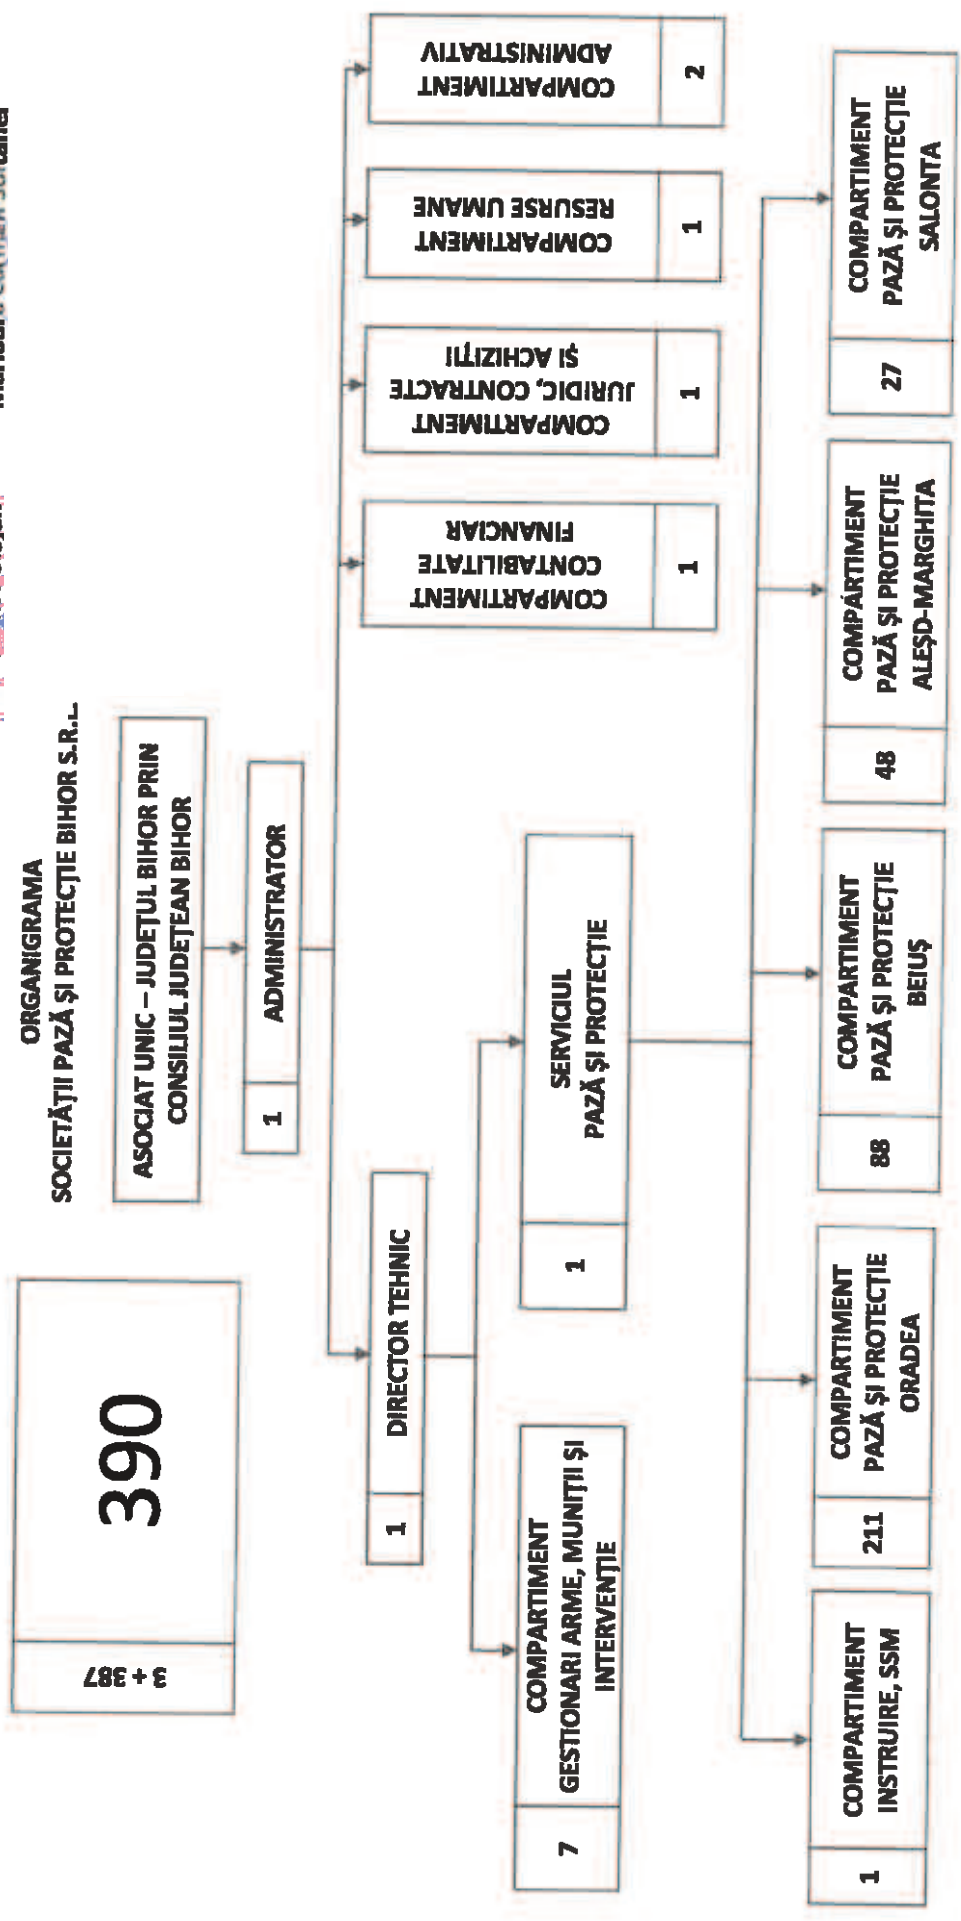 ORGANIGRAMA
SOCIETĂȚII PAZĂ ȘI PROTECȚIE BIHOR S.R.L.
390
3 + 387
ASOCIAT UNIC – JUDEȚUL BIHOR PRIN
CONSILIUL JUDEȚEAN BIHOR
1
ADMINISTRATOR
1
DIRECTOR TEHNIC
COMPARTIMENT
CONTABILITATE
FINANCIAR
1
COMPARTIMENT
JURIDIC, CONTRACTE
ȘI ACHIZIȚII
1
COMPARTIMENT
RESURSE UMANE
1
COMPARTIMENT
ADMINISTRATIV
2
7
COMPARTIMENT
GESTIONARI ARME, MUNIȚII ȘI
INTERVENȚIE
1
SERVICIUL
PAZĂ ȘI PROTECȚIE
1
COMPARTIMENT
INSTRUIRE, SSM
211
COMPARTIMENT
PAZĂ ȘI PROTECȚIE
ORADEA
88
COMPARTIMENT
PAZĂ ȘI PROTECȚIE
BEIUȘ
48
COMPARTIMENT
PAZĂ ȘI PROTECȚIE
ALEȘD-MARGHITA
27
COMPARTIMENT
PAZĂ ȘI PROTECȚIE
SALONTA